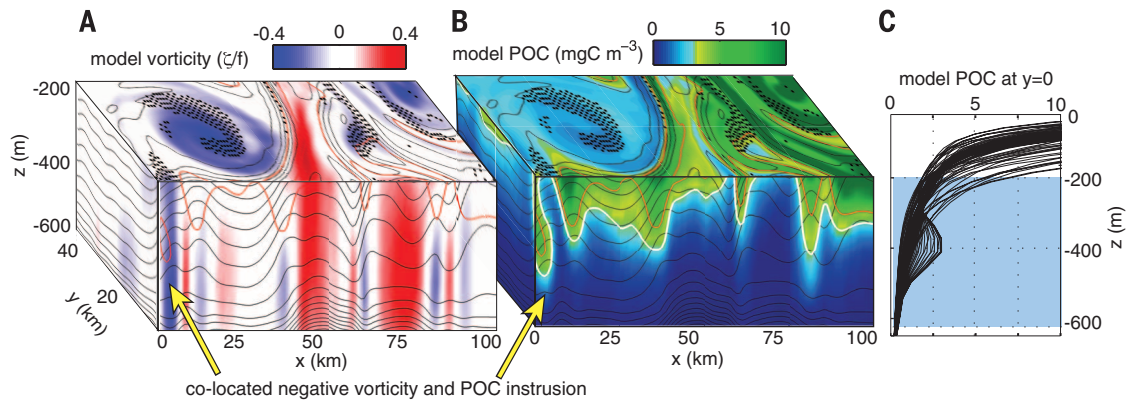 A
-0.4 0 0.4
model vorticity (ζ/f)
-200
-400
-600
z (m)
40
20
y (km)
0 25 50 75 100
x (km)
B
0 5 10
model POC (mgC m⁻³)
0 25 50 75 100
x (km)
co-located negative vorticity and POC instrusion
C
model POC at y=0
0 5 10
0
-200
-400
-600
z (m)